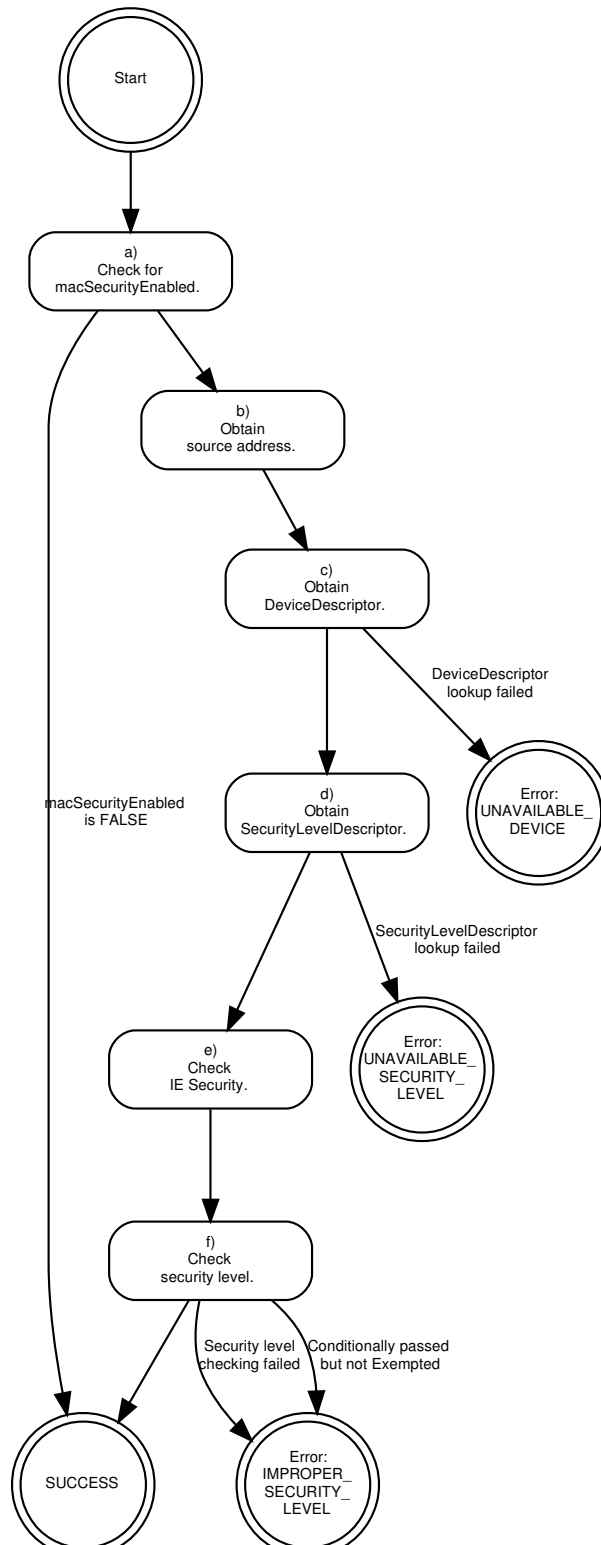 Start
a)
Check for
macSecurityEnabled.
b)
Obtain
source address.
c)
Obtain
DeviceDescriptor.
DeviceDescriptor
lookup failed
macSecurityEnabled
is FALSE
d)
Obtain
SecurityLevelDescriptor.
Error:
UNAVAILABLE_
DEVICE
SecurityLevelDescriptor
lookup failed
e)
Check
IE Security.
Error:
UNAVAILABLE_
SECURITY_
LEVEL
f)
Check
security level.
Security level
checking failed
Conditionally passed
but not Exempted
SUCCESS
Error:
IMPROPER_
SECURITY_
LEVEL